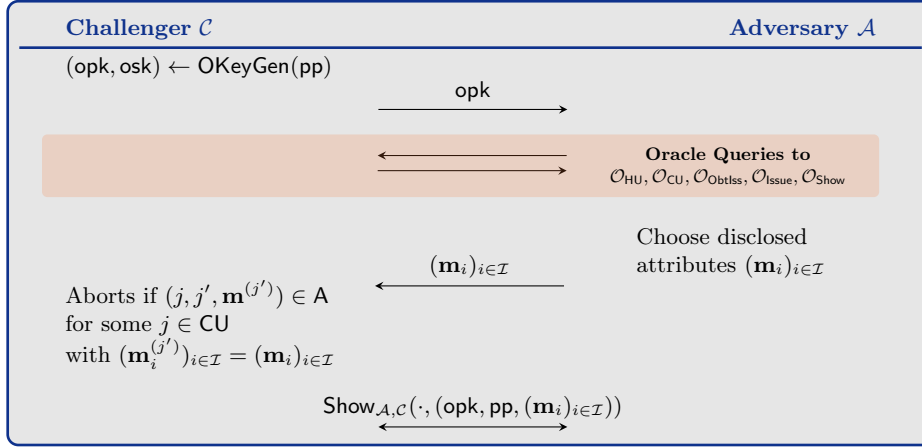 Challenger 𝒞 Adversary 𝒜
(opk, osk) ← OKeyGen(pp)
opk
Oracle Queries to
𝒪_HU, 𝒪_CU, 𝒪_ObtIss, 𝒪_Issue, 𝒪_Show
Choose disclosed
attributes (𝐦_i)_{i∈ℐ}
(𝐦_i)_{i∈ℐ}
Aborts if (j, j′, 𝐦^{(j′)}) ∈ A
for some j ∈ CU
with (𝐦_i^{(j′)})_{i∈ℐ} = (𝐦_i)_{i∈ℐ}
Show_{𝒜,𝒞}(·, (opk, pp, (𝐦_i)_{i∈ℐ}))